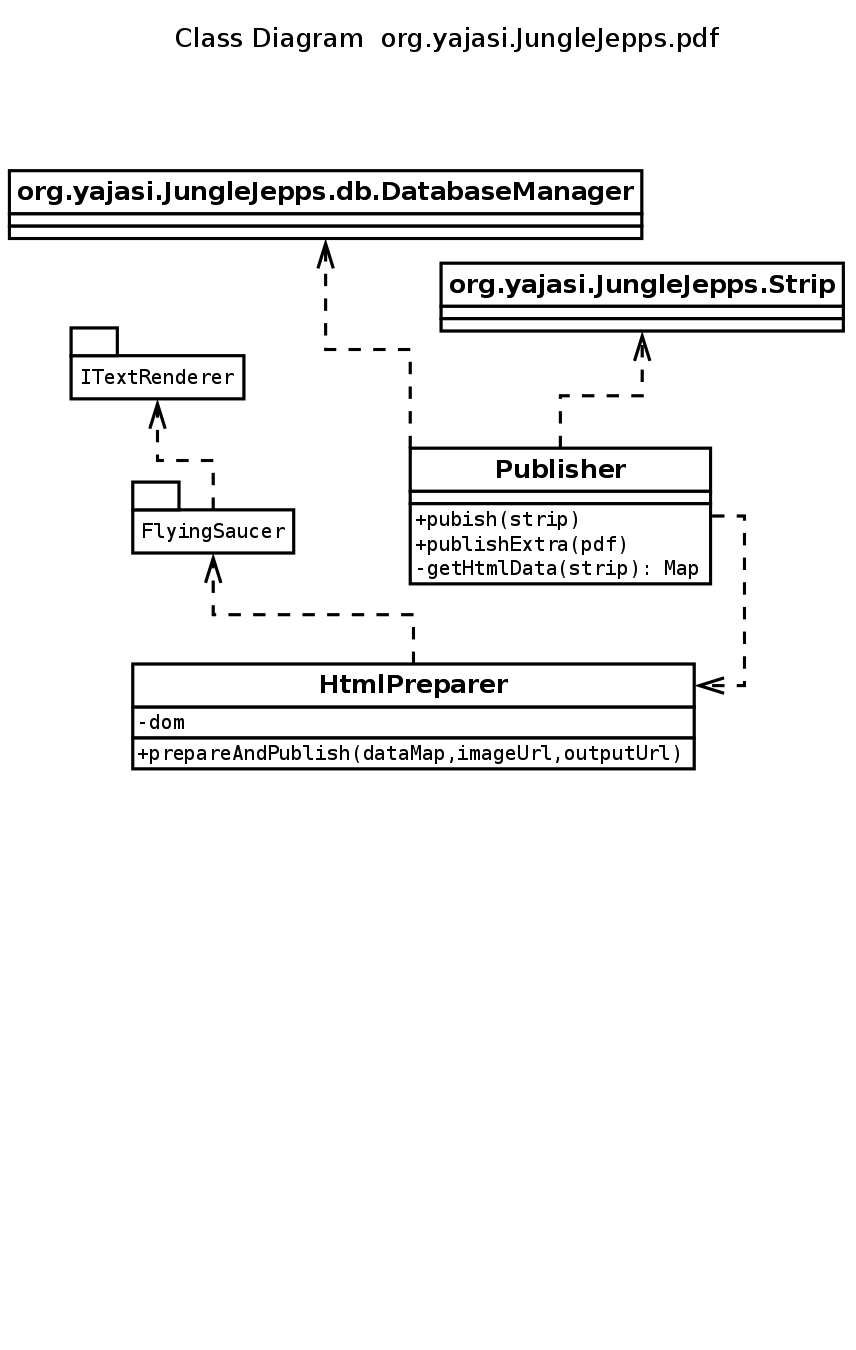 Class Diagram  org.yajasi.JungleJepps.pdf
org.yajasi.JungleJepps.db.DatabaseManager
org.yajasi.JungleJepps.Strip
ITextRenderer
Publisher
+pubish(strip)
+publishExtra(pdf)
-getHtmlData(strip): Map
FlyingSaucer
HtmlPreparer
-dom
+prepareAndPublish(dataMap,imageUrl,outputUrl)